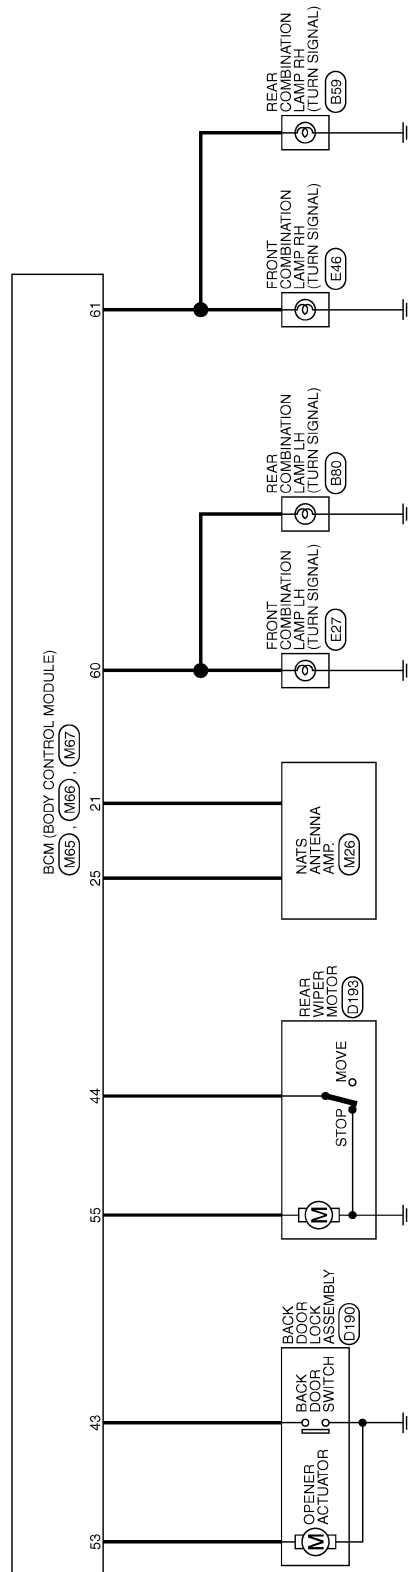 REAR
COMBINATION
LAMP RH
(TURN SIGNAL)
B59
FRONT
COMBINATION
LAMP RH
(TURN SIGNAL)
E46
61
REAR
COMBINATION
LAMP LH
(TURN SIGNAL)
B80
FRONT
COMBINATION
LAMP LH
(TURN SIGNAL)
E27
60
BCM (BODY CONTROL MODULE)
M65 , M66 , M67
21
25
NATS
ANTENNA
AMP.
M26
REAR
WIPER
MOTOR
D193
44
MOVE
STOP
55
M
BACK
DOOR
LOCK
ASSEMBLY
D190
43
BACK
DOOR
SWITCH
OPENER
ACTUATOR
53
M